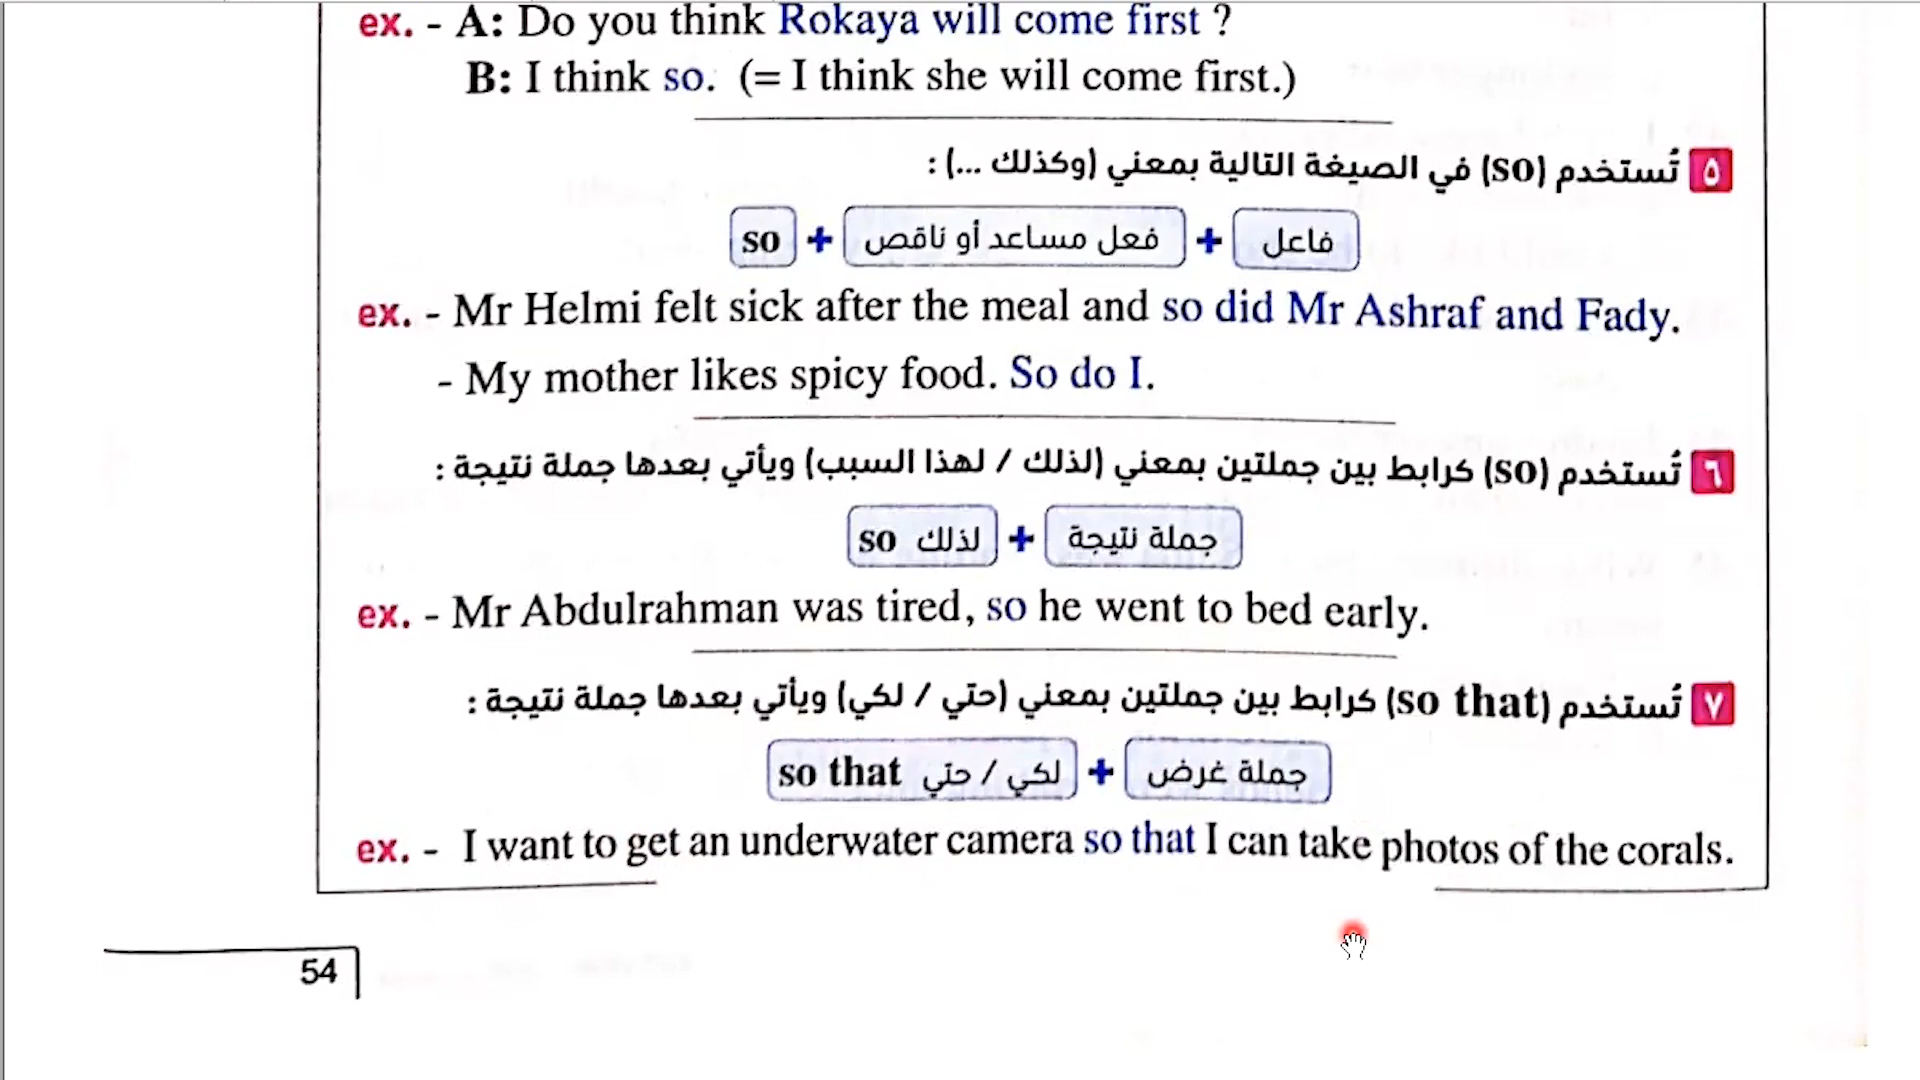 ex. - A: Do you think Rokaya will come first ?
B: I think so. (= I think she will come first.)
٥ تُستخدم (so) في الصيغة التالية بمعني (وكذلك ...) :
so + فعل مساعد أو ناقص + فاعل
ex. - Mr Helmi felt sick after the meal and so did Mr Ashraf and Fady.
- My mother likes spicy food. So do I.
٦ تُستخدم (so) كرابط بين جملتين بمعني (لذلك / لهذا السبب) ويأتي بعدها جملة نتيجة :
so لذلك + جملة نتيجة
ex. - Mr Abdulrahman was tired, so he went to bed early.
٧ تُستخدم (so that) كرابط بين جملتين بمعني (حتي / لكي) ويأتي بعدها جملة نتيجة :
so that لكي / حتي + جملة غرض
ex. - I want to get an underwater camera so that I can take photos of the corals.
54